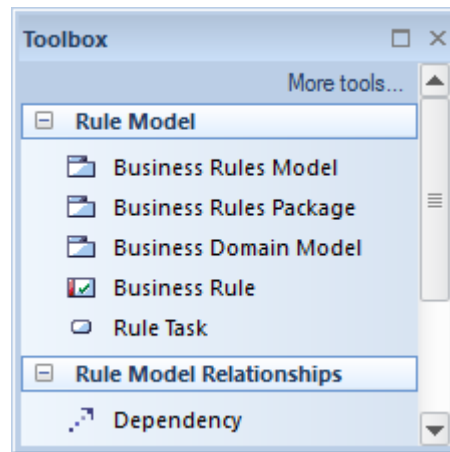 Toolbox
More tools...
Rule Model
Business Rules Model
Business Rules Package
Business Domain Model
Business Rule
Rule Task
Rule Model Relationships
Dependency